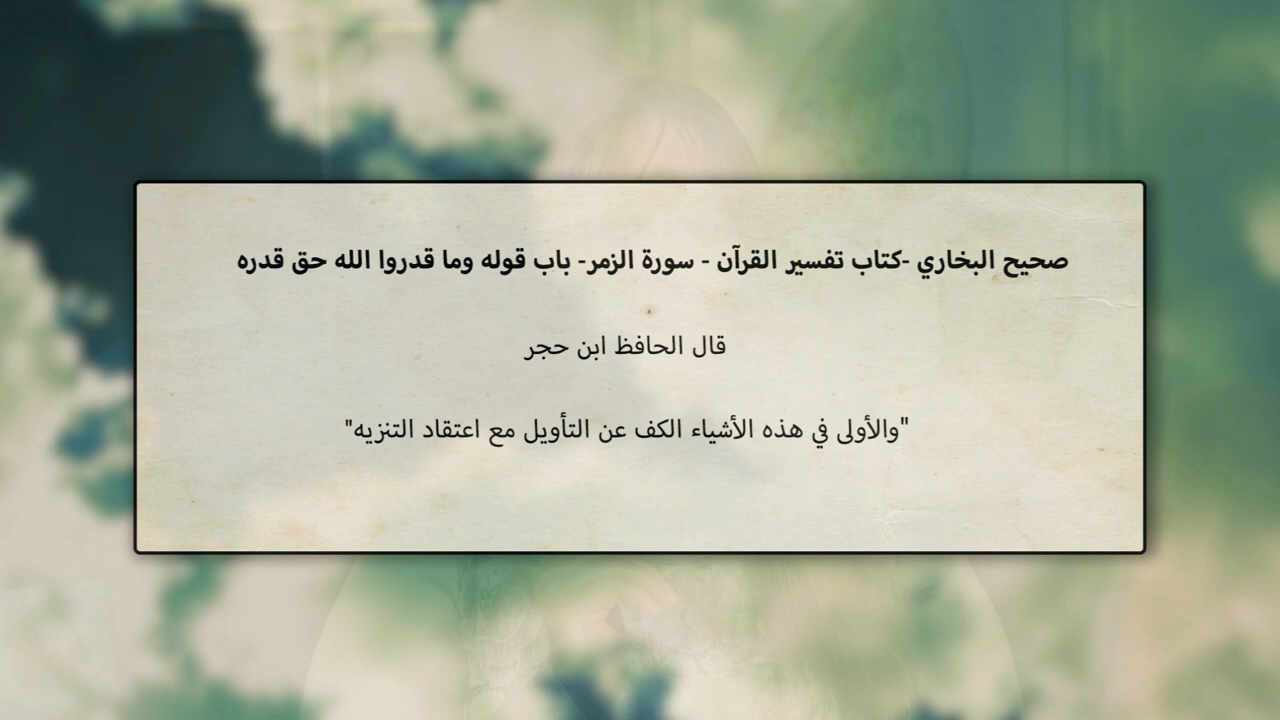 صحيح البخاري -كتاب تفسير القرآن - سورة الزمر- باب قوله وما قدروا الله حق قدره
قال الحافظ ابن حجر
"والأولى في هذه الأشياء الكف عن التأويل مع اعتقاد التنزيه"